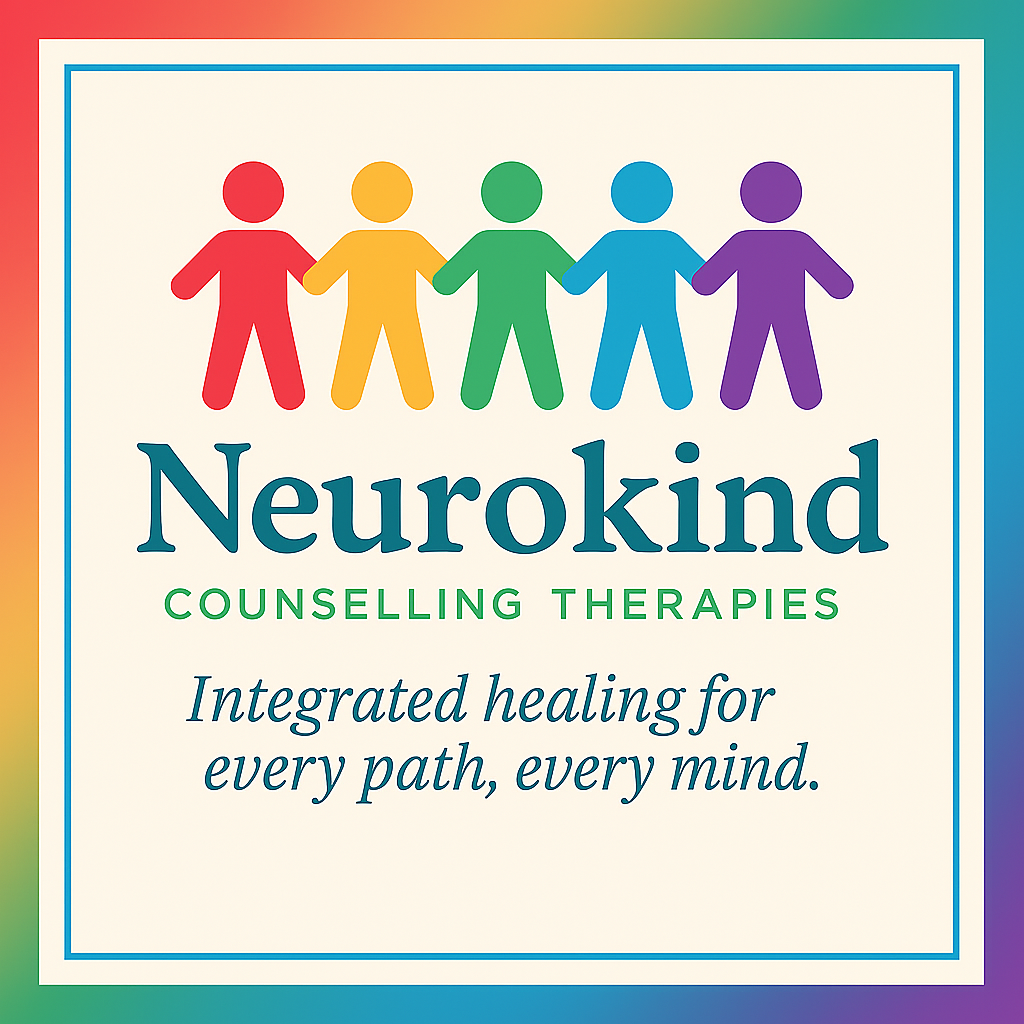 Neurokind
COUNSELLING THERAPIES
Integrated healing for
every path, every mind.